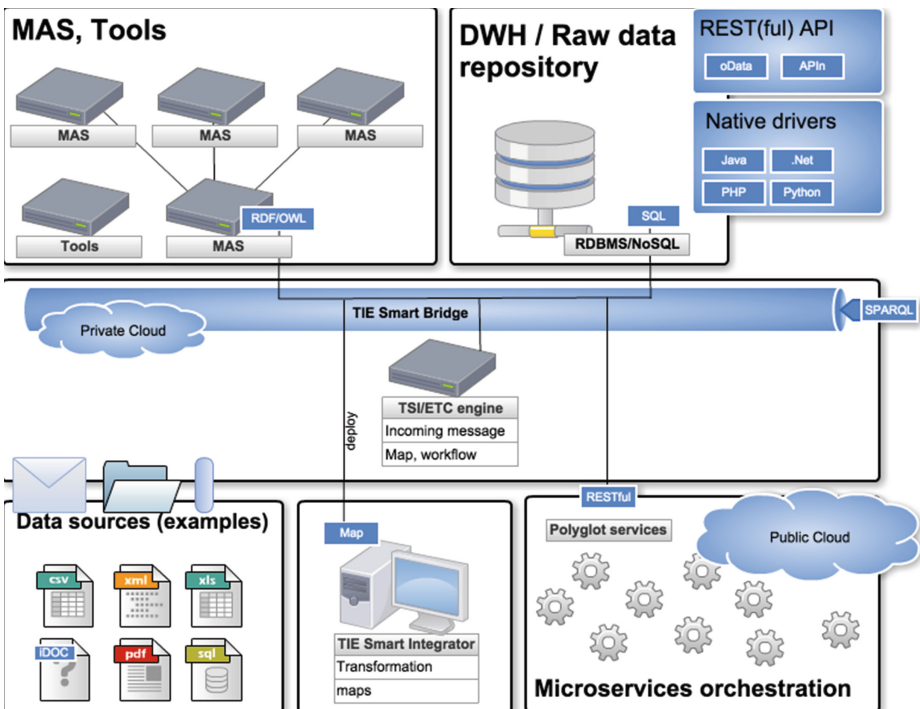 MAS, Tools
MAS
MAS
MAS
Tools
MAS
RDF/OWL
DWH / Raw data
repository
SQL
RDBMS/NoSQL
REST(ful) API
oData
APIn
Native drivers
Java
.Net
PHP
Python
TIE Smart Bridge
Private Cloud
SPARQL
TSI/ETC engine
Incoming message
Map, workflow
deploy
Data sources (examples)
csv
xml
xls
iDOC
?
pdf
sql
Map
TIE Smart Integrator
Transformation
maps
RESTful
Polyglot services
Public Cloud
Microservices orchestration